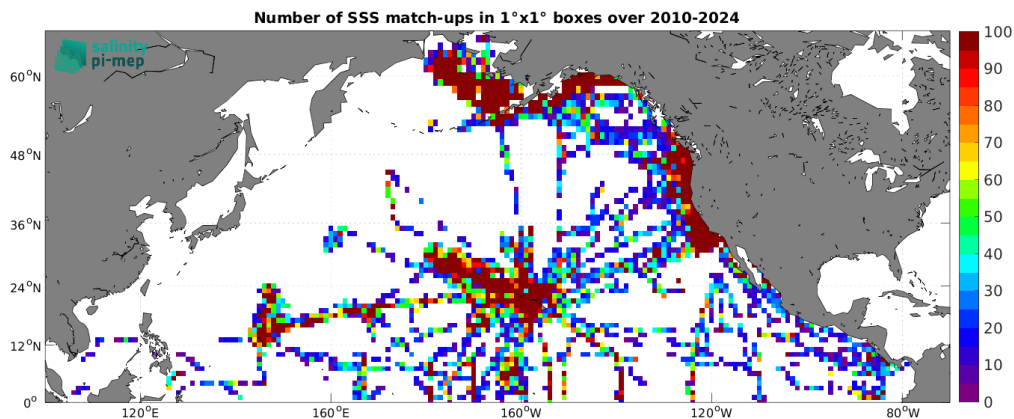 Number of SSS match-ups in 1°x1° boxes over 2010-2024
salinity
pi-mep
60°N
48°N
36°N
24°N
12°N
0°
120°E
160°E
160°W
120°W
80°W
100
90
80
70
60
50
40
30
20
10
0